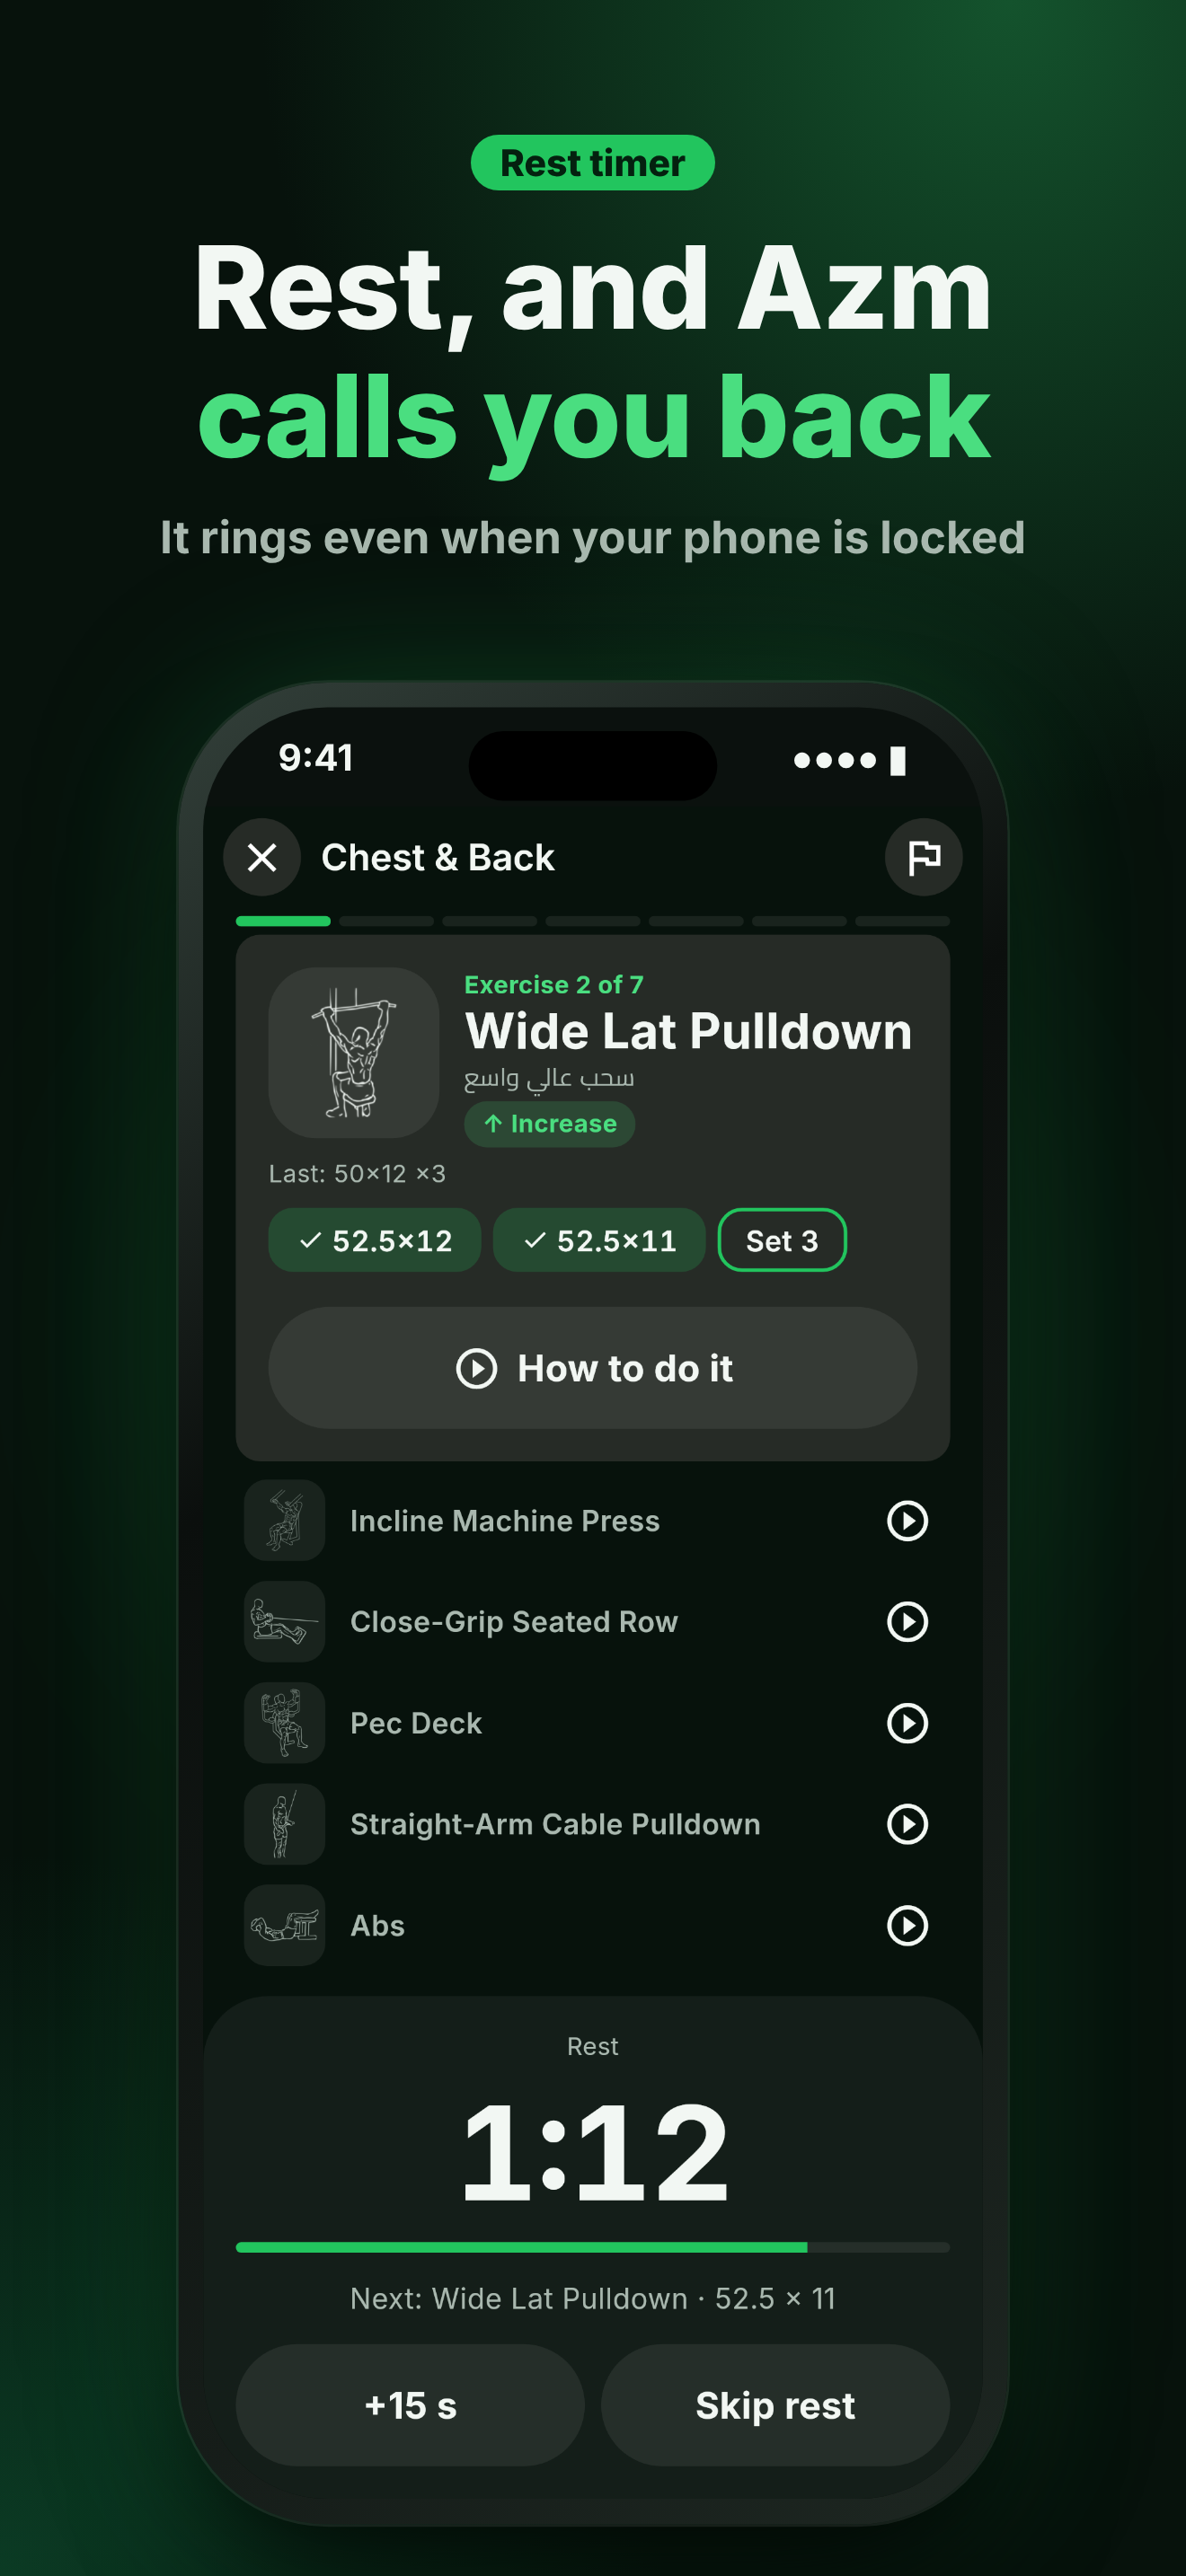 Rest timer
Rest, and Azm
calls you back
It rings even when your phone is locked
9:41
Chest & Back
Exercise 2 of 7
Wide Lat Pulldown
سحب عالي واسع
↑ Increase
Last: 50×12 ×3
✓ 52.5×12 ✓ 52.5×11 Set 3
How to do it
Incline Machine Press
Close-Grip Seated Row
Pec Deck
Straight-Arm Cable Pulldown
Abs
Rest
1:12
Next: Wide Lat Pulldown · 52.5 × 11
+15 s Skip rest